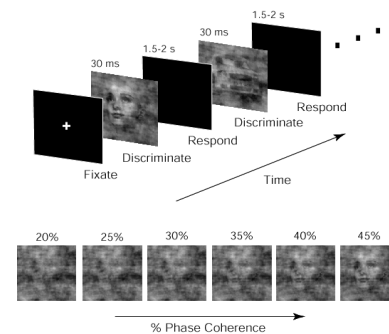 1.5-2 s
30 ms
1.5-2 s
30 ms
Respond
Discriminate
Respond
Discriminate
Fixate
Time
20% 25% 30% 35% 40% 45%
% Phase Coherence